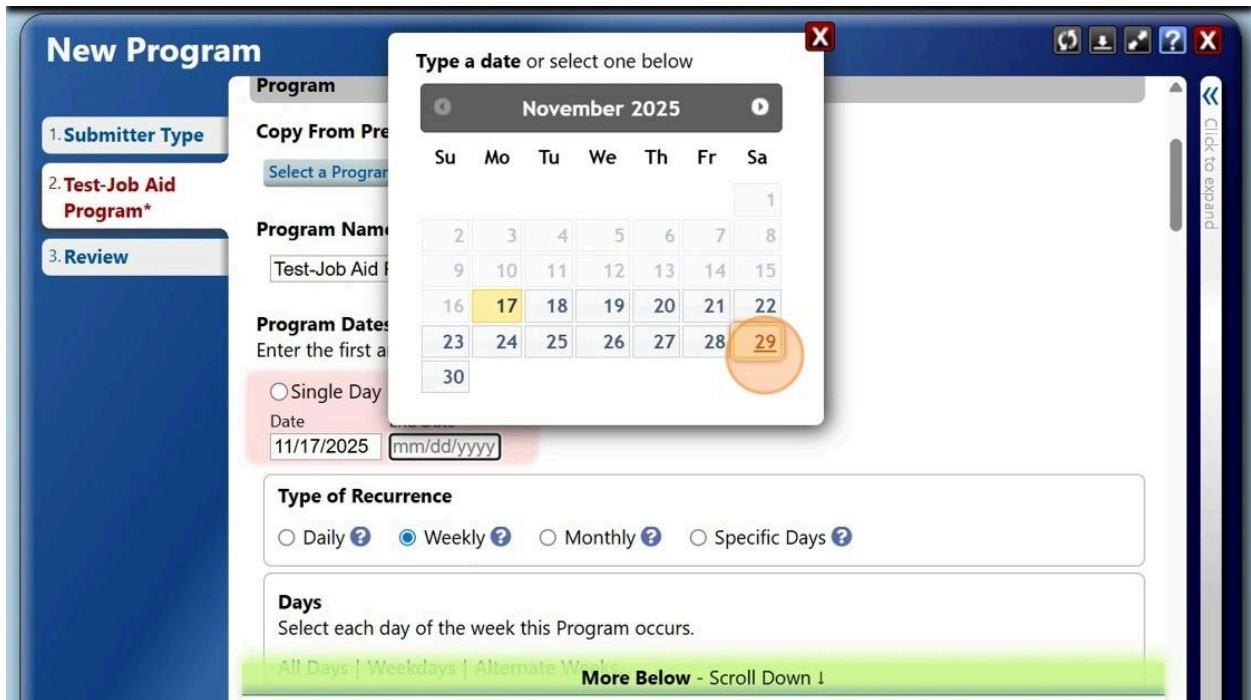 New Program
?
X
1. Submitter Type
2. Test-Job Aid
Program*
3. Review
Program
Copy From Pre
Select a Program
Program Name
Test-Job Aid
Program Dates
Enter the first a
Single Day
Date
End Date
11/17/2025
mm/dd/yyyy
X
Type a date or select one below
November 2025
Su Mo Tu We Th Fr Sa
1
2 3 4 5 6 7 8
9 10 11 12 13 14 15
16 17 18 19 20 21 22
23 24 25 26 27 28 29
30
Type of Recurrence
Daily ? Weekly ? Monthly ? Specific Days ?
Days
Select each day of the week this Program occurs.
All Days | Weekdays | Alternate Weeks
More Below - Scroll Down ↓
«
Click to expand